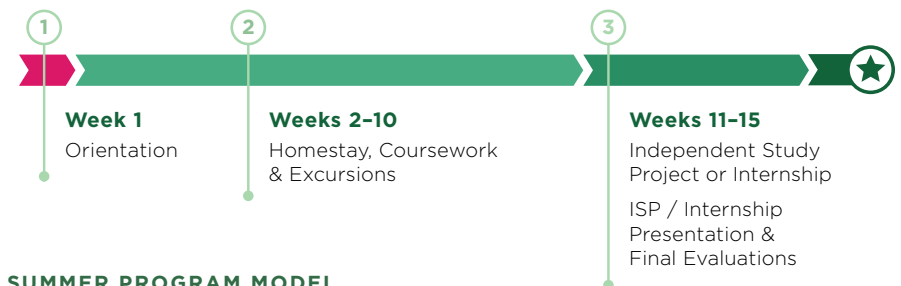 1
2
3
Week 1
Orientation
Weeks 2–10
Homestay, Coursework
& Excursions
Weeks 11–15
Independent Study
Project or Internship
ISP / Internship
Presentation &
Final Evaluations
SUMMER PROGRAM MODEL